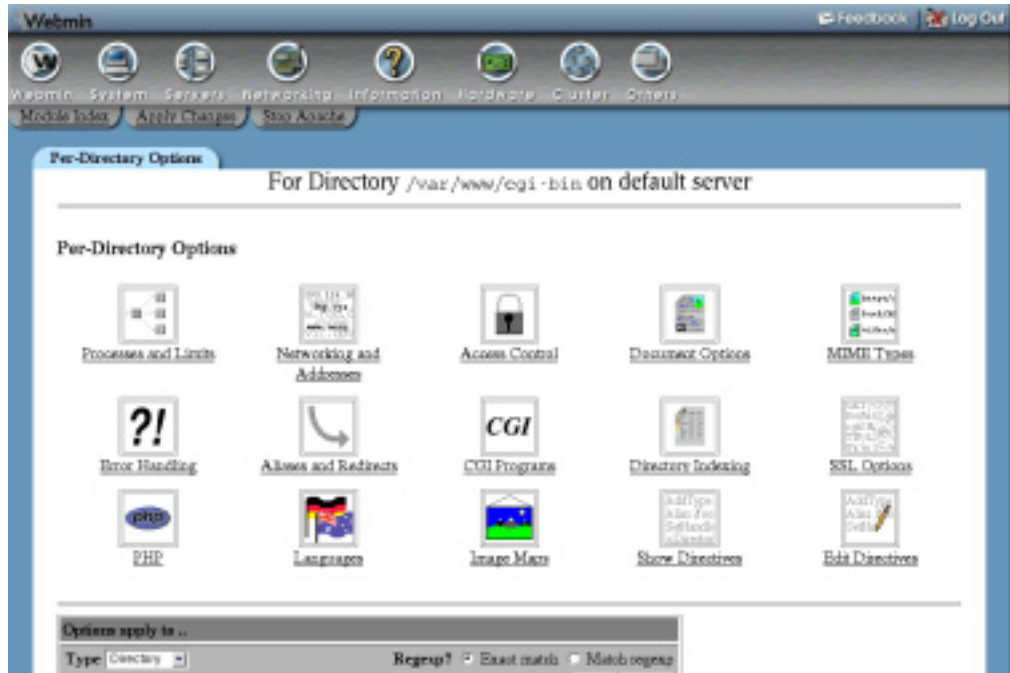 Webmin
Feedback Log Out
Webmin System Servers Networking Information Hardware Cluster Others
Module Index Apply Changes Stop Apache
Per-Directory Options
For Directory /var/www/cgi-bin on default server
Per-Directory Options
Processes and Limits
Networking and Addresses
Access Control
Document Options
MIME Types
?!
Error Handling
Aliases and Redirects
CGI
CGI Programs
Directory Indexing
SSL Options
php
PHP
Languages
Image Maps
Show Directives
Edit Directives
Options apply to ..
Type Directory Regexp? Exact match Match regexp